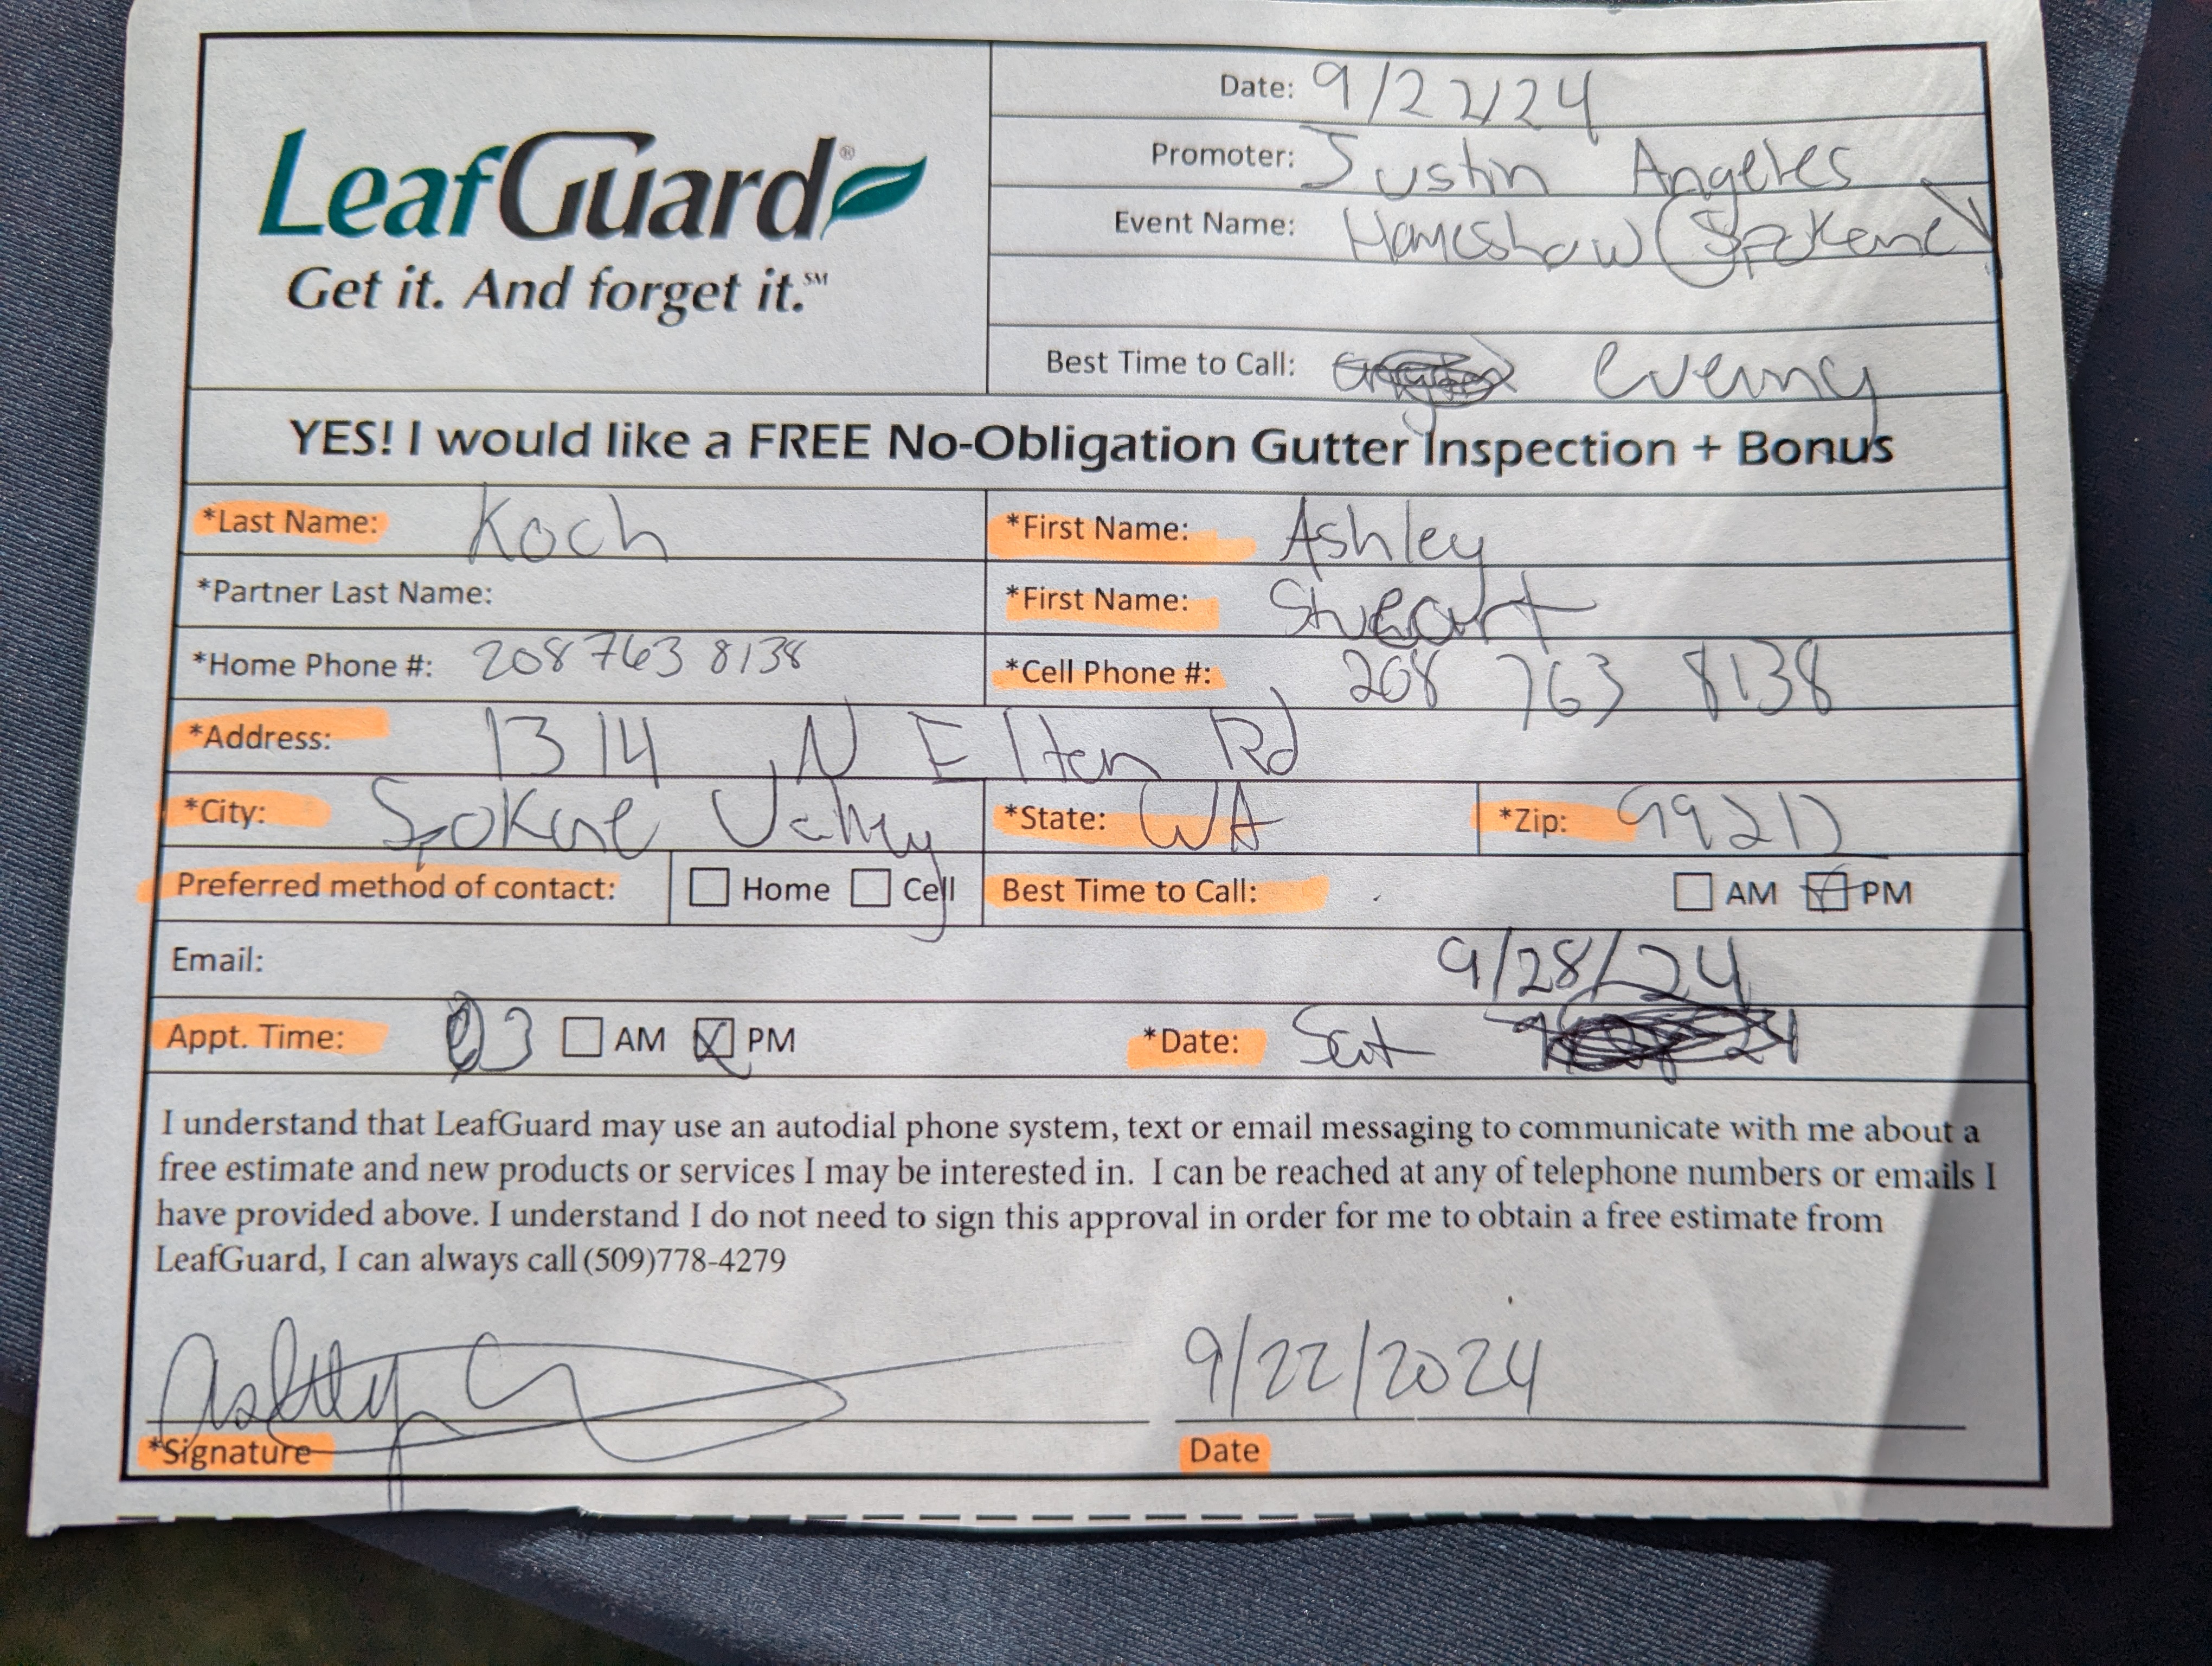 LeafGuard®
Get it. And forget it.℠
Date: 9/22/24
Promoter: Justin Angeles
Event Name: Homeshow (Spokane)
Best Time to Call: evening
YES! I would like a FREE No-Obligation Gutter Inspection + Bonus
*Last Name: Koch *First Name: Ashley
*Partner Last Name: *First Name: Stweart
*Home Phone #: 208 763 8138 *Cell Phone #: 208 763 8138
*Address: 1314 N Elten Rd
*City: Spokane Valley *State: WA *Zip: 99212
Preferred method of contact: Home Cell Best Time to Call: AM PM
Email: 9/28/24
Appt. Time: 3 AM PM *Date: Sat
I understand that LeafGuard may use an autodial phone system, text or email messaging to communicate with me about a
free estimate and new products or services I may be interested in. I can be reached at any of telephone numbers or emails I
have provided above. I understand I do not need to sign this approval in order for me to obtain a free estimate from
LeafGuard, I can always call (509)778-4279
Ashley 9/22/2024
*Signature Date